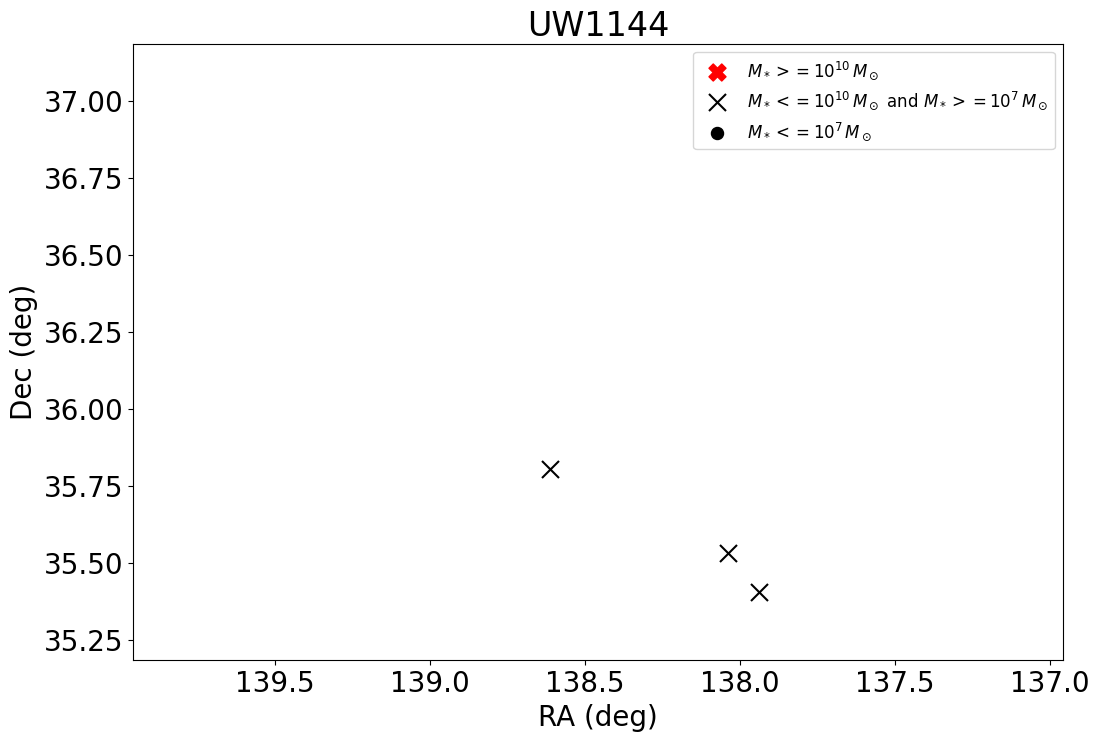 UW1144
M* >= 10^10 M⊙
M* <= 10^10 M⊙ and M* >= 10^7 M⊙
M* <= 10^7 M⊙
37.00
36.75
36.50
36.25
36.00
35.75
35.50
35.25
Dec (deg)
139.5 139.0 138.5 138.0 137.5 137.0
RA (deg)